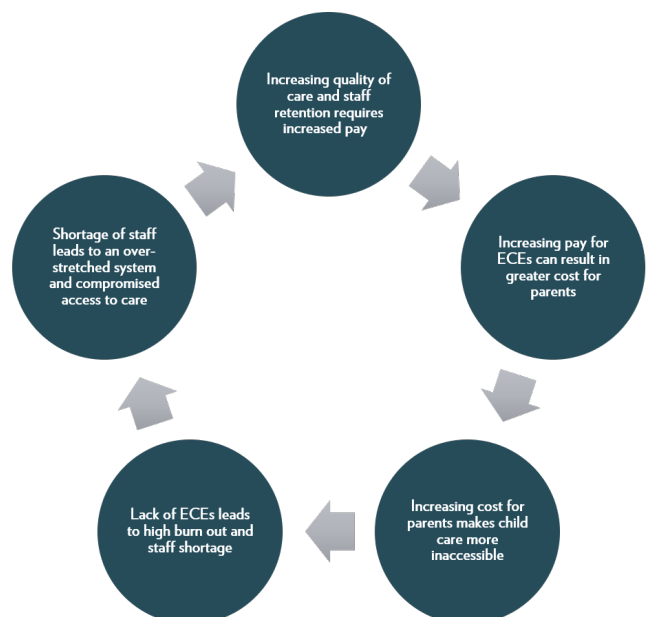 Increasing quality of
care and staff
retention requires
increased pay
Increasing pay for
ECEs can result in
greater cost for
parents
Increasing cost for
parents makes child
care more
inaccessible
Lack of ECEs leads
to high burn out and
staff shortage
Shortage of staff
leads to an over-
stretched system
and compromised
access to care